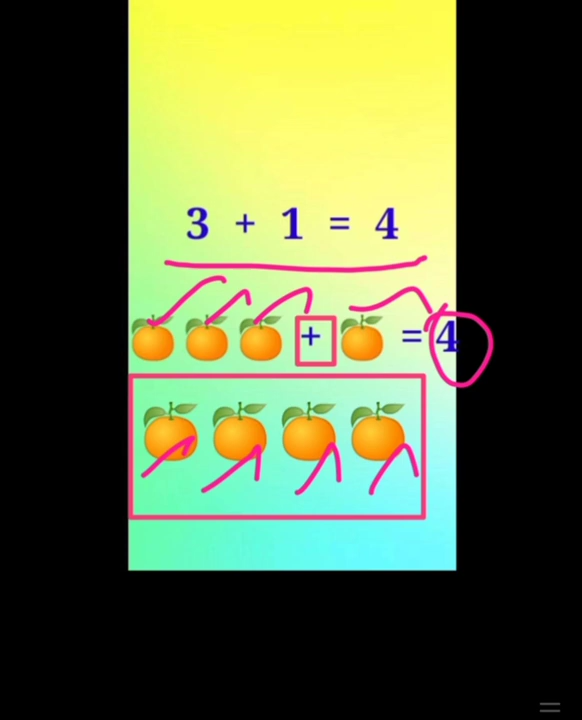 3 + 1 = 4
+ = 4